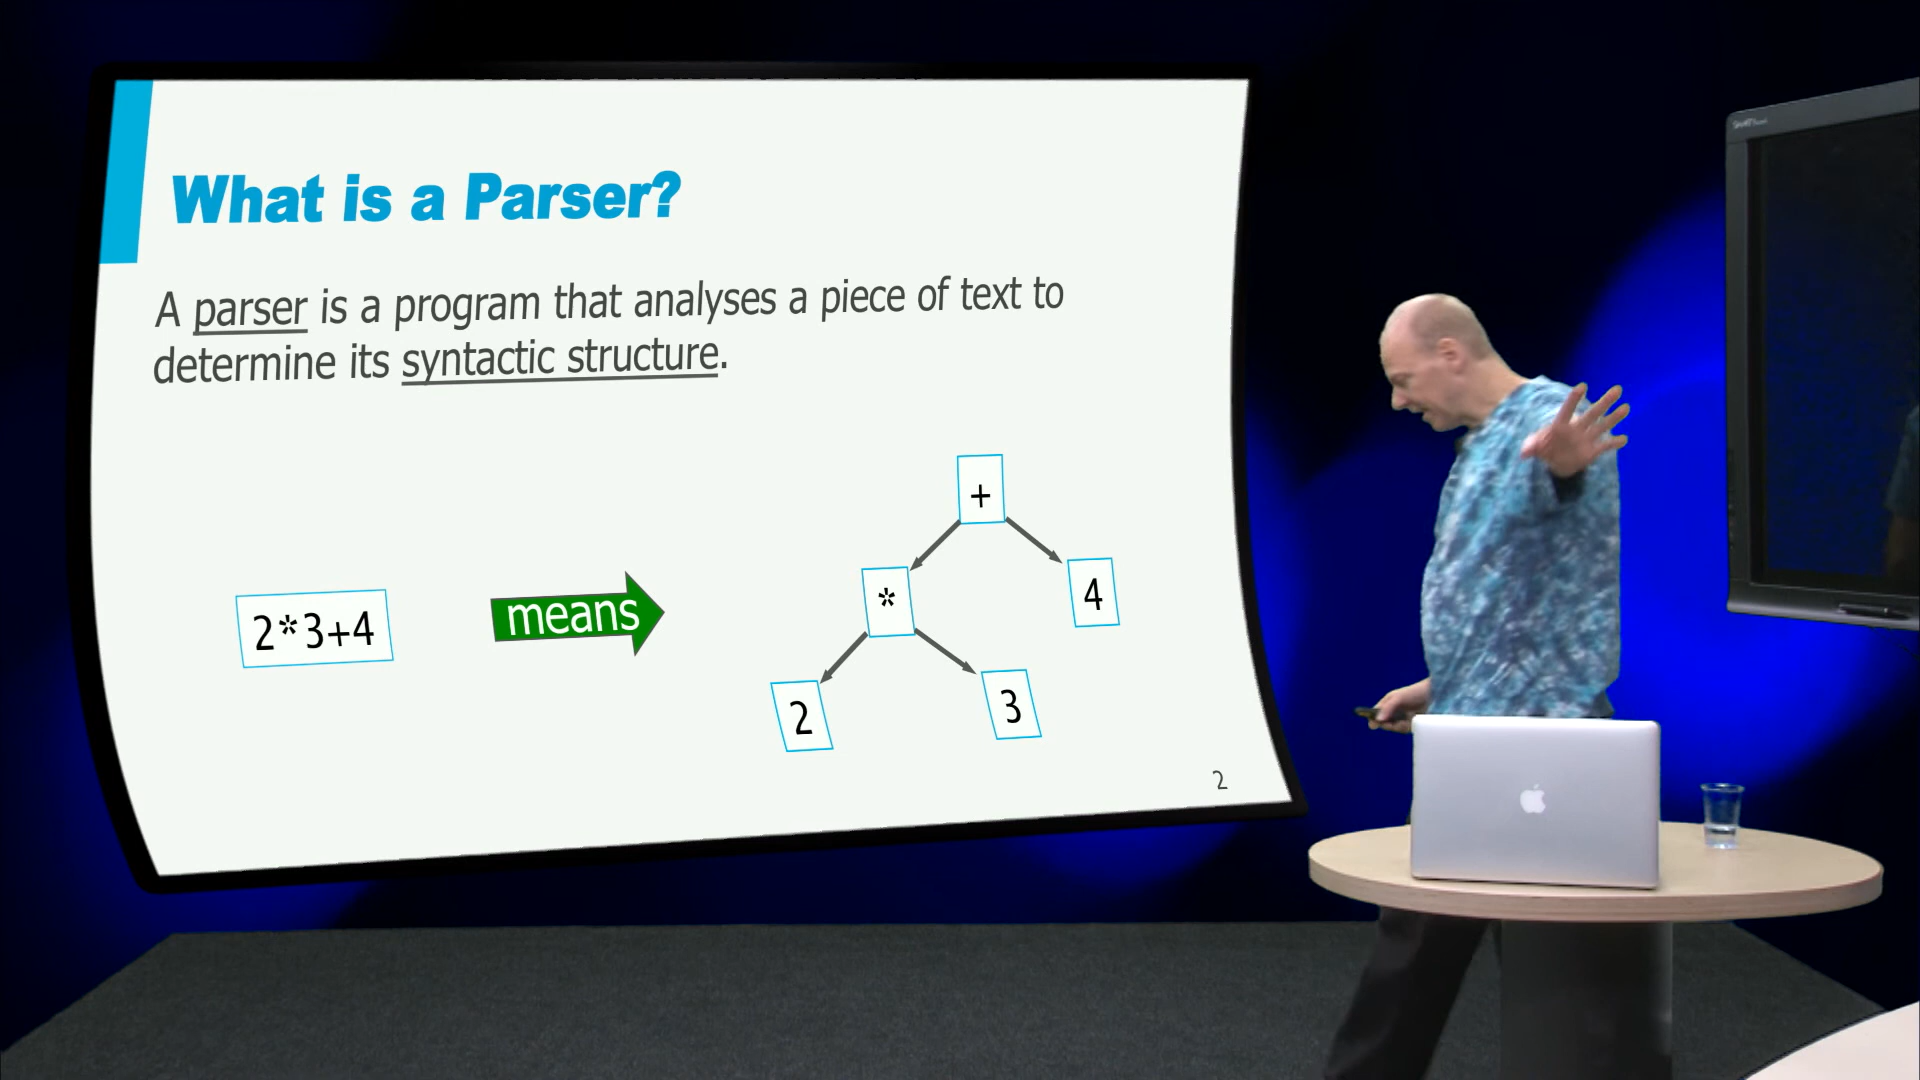 What is a Parser?
A parser is a program that analyses a piece of text to
determine its syntactic structure.
+
*
4
2*3+4
means
2
3
2